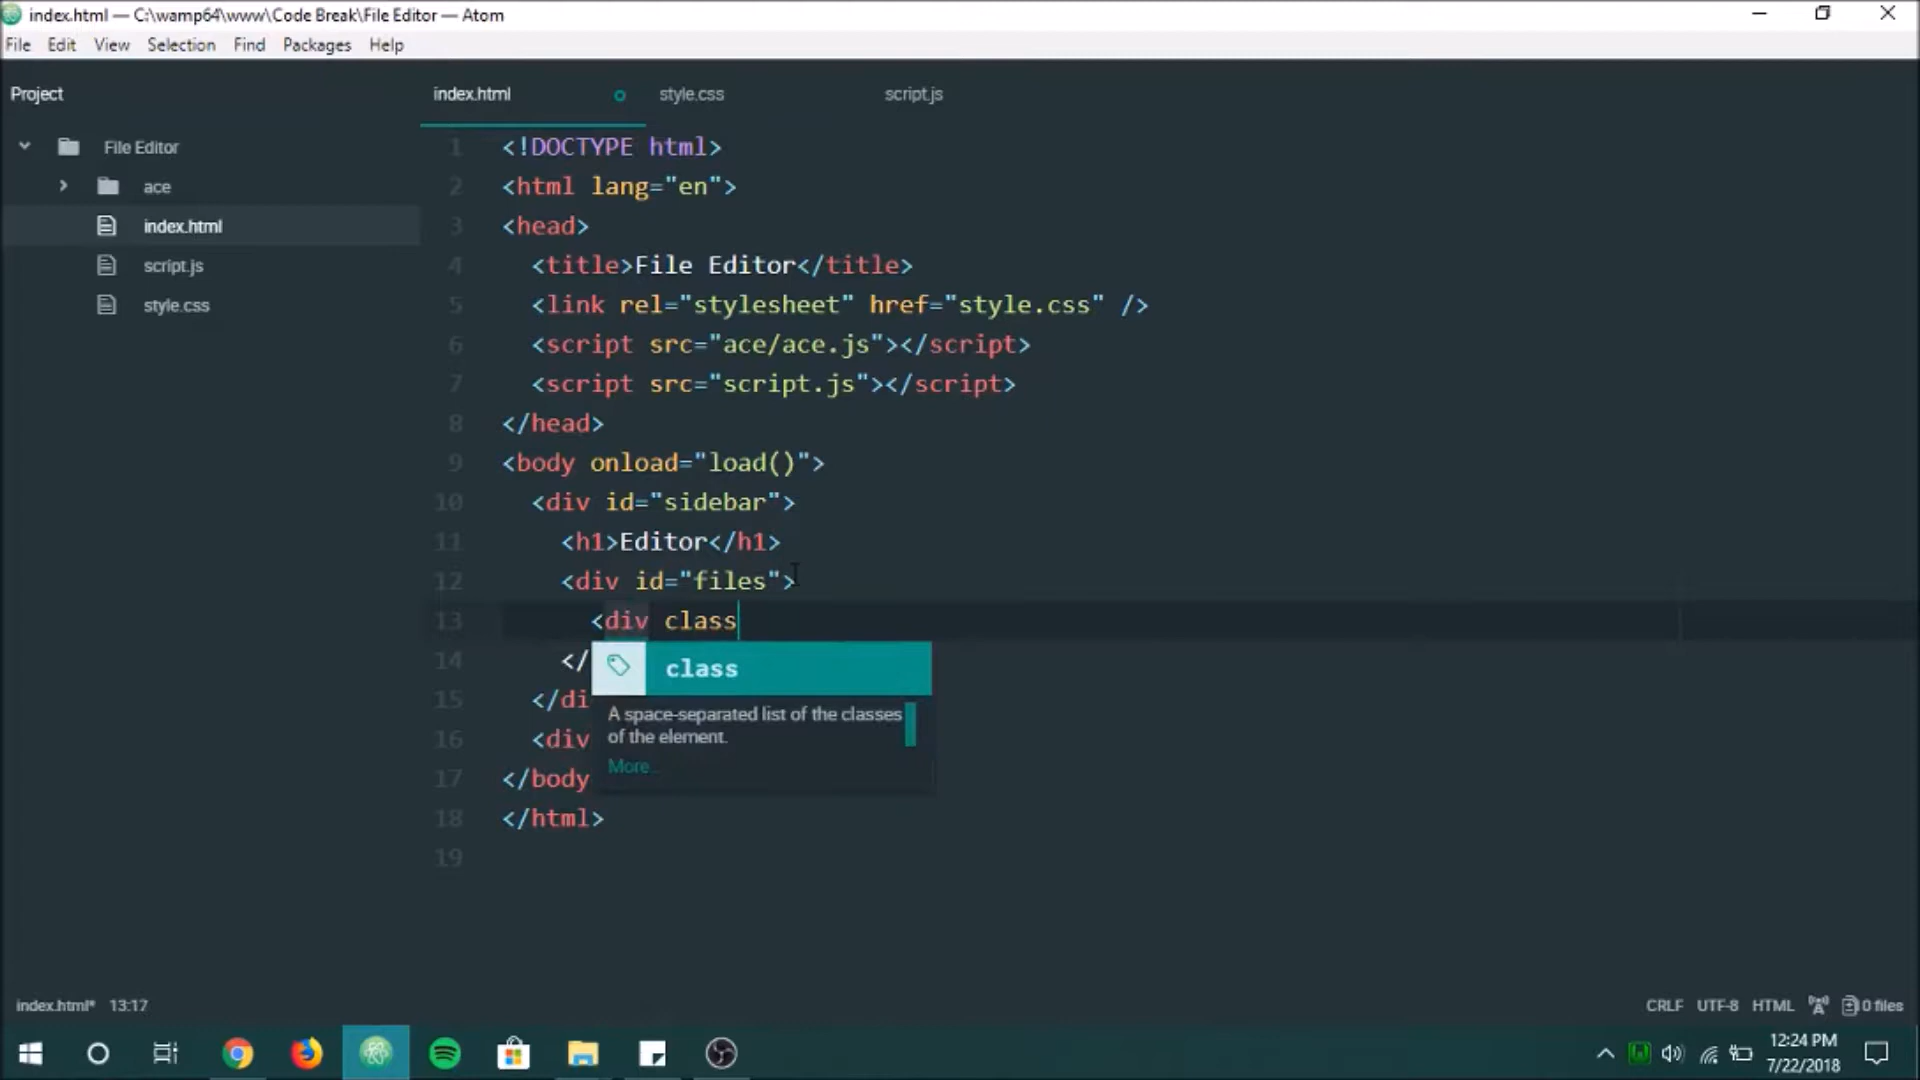 index.html — C:\wamp64\www\Code Break\File Editor — Atom
File Edit View Selection Find Packages Help
Project
index.html style.css script.js
File Editor
ace
index.html
script.js
style.css
1 <!DOCTYPE html>
2 <html lang="en">
3 <head>
4 <title>File Editor</title>
5 <link rel="stylesheet" href="style.css" />
6 <script src="ace/ace.js"></script>
7 <script src="script.js"></script>
8 </head>
9 <body onload="load()">
10 <div id="sidebar">
11 <h1>Editor</h1>
12 <div id="files">
13 <div class
14 </
15 </di
16 <div
17 </body
18 </html>
19
class
A space-separated list of the classes
of the element.
More..
index.html* 13:17
CRLF UTF-8 HTML 0 files
12:24 PM
7/22/2018